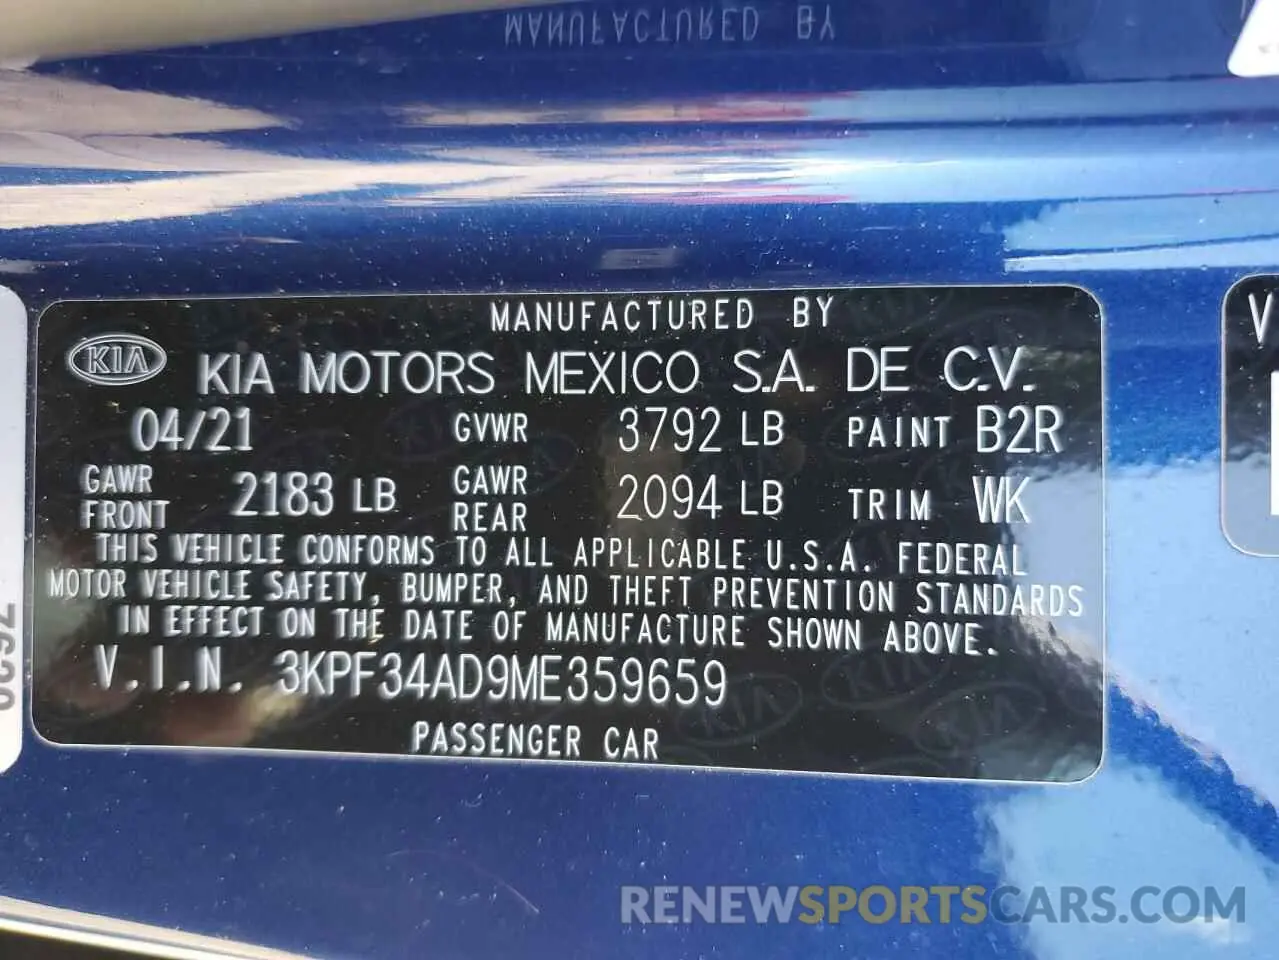 MANUFACTURED BY
MANUFACTURED BY
KIA KIA MOTORS MEXICO S.A. DE C.V.
04/21 GVWR 3792 LB PAINT B2R
GAWR FRONT 2183 LB GAWR REAR 2094 LB TRIM WK
THIS VEHICLE CONFORMS TO ALL APPLICABLE U.S.A. FEDERAL
MOTOR VEHICLE SAFETY, BUMPER, AND THEFT PREVENTION STANDARDS
IN EFFECT ON THE DATE OF MANUFACTURE SHOWN ABOVE.
V.I.N. 3KPF34AD9ME359659
PASSENGER CAR
RENEWSPORTSCARS.COM